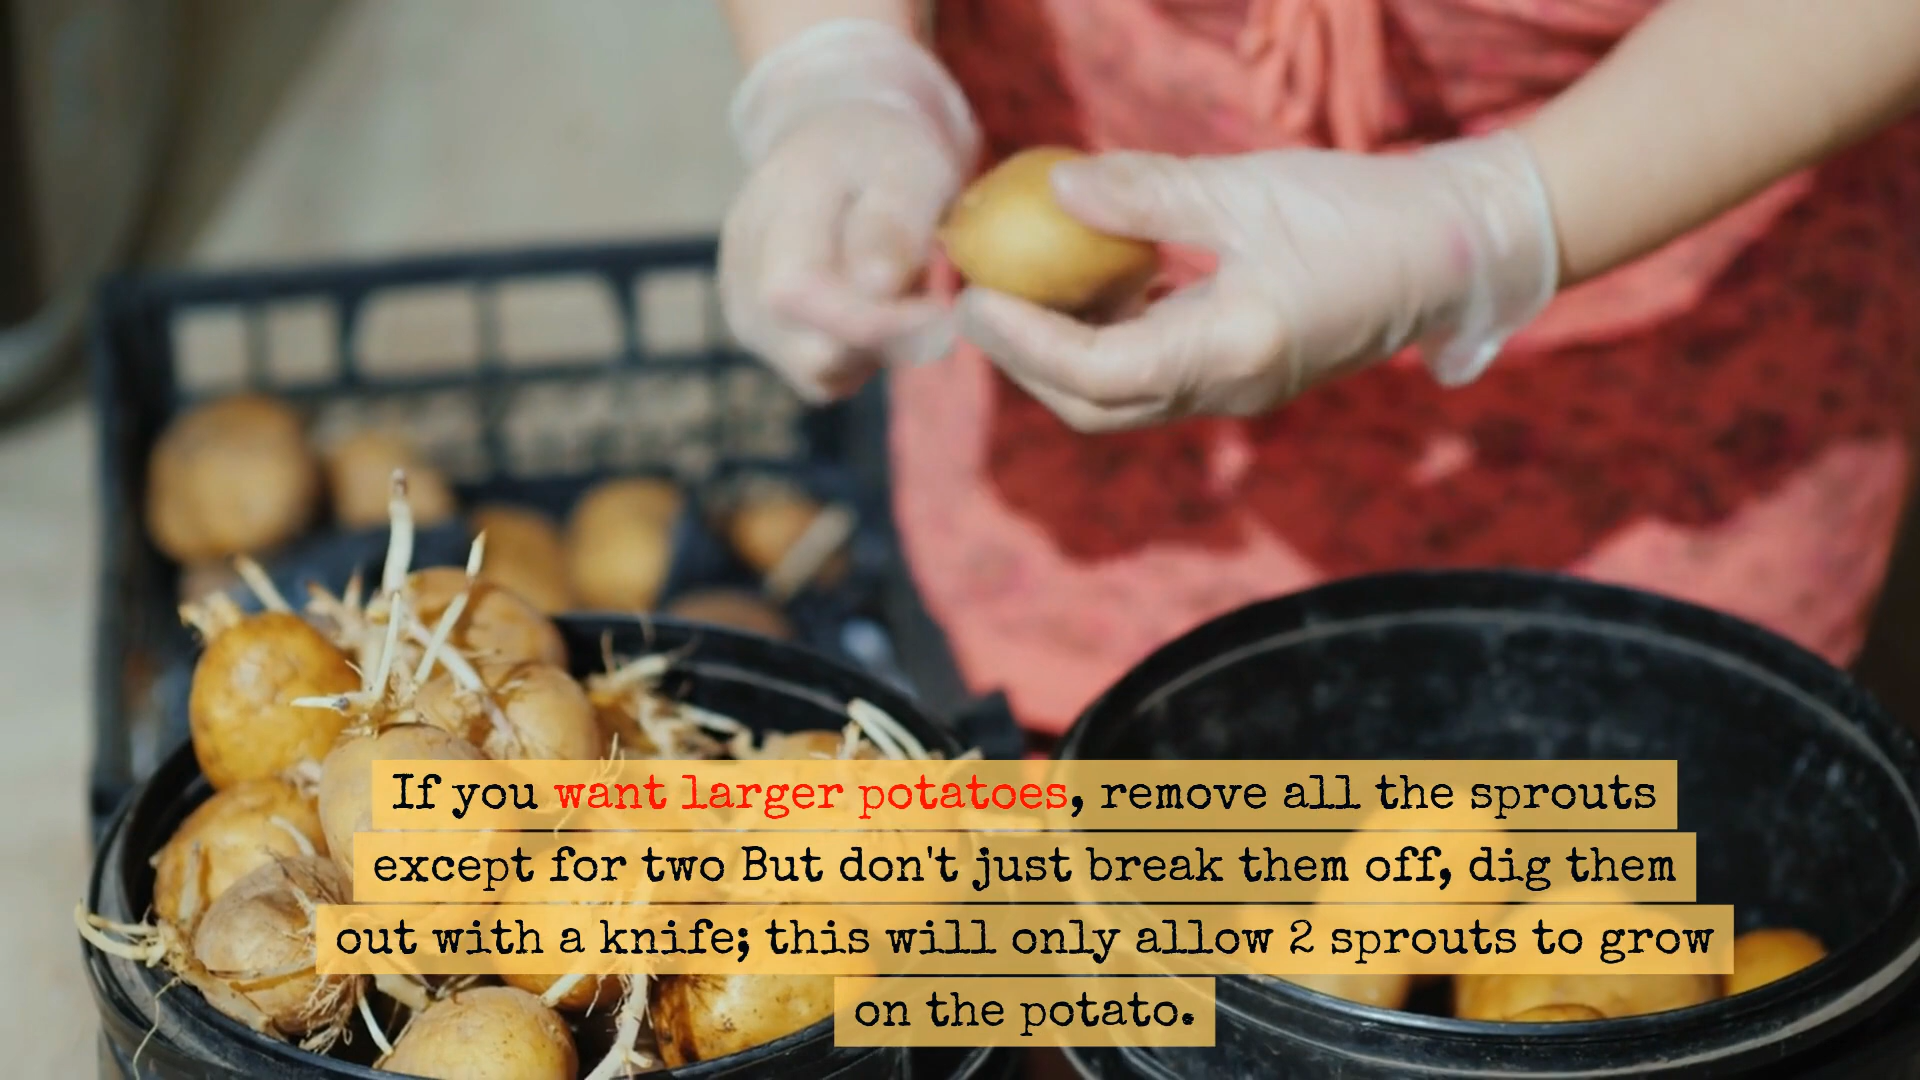 If you want larger potatoes, remove all the sprouts
except for two But don't just break them off, dig them
out with a knife; this will only allow 2 sprouts to grow
on the potato.